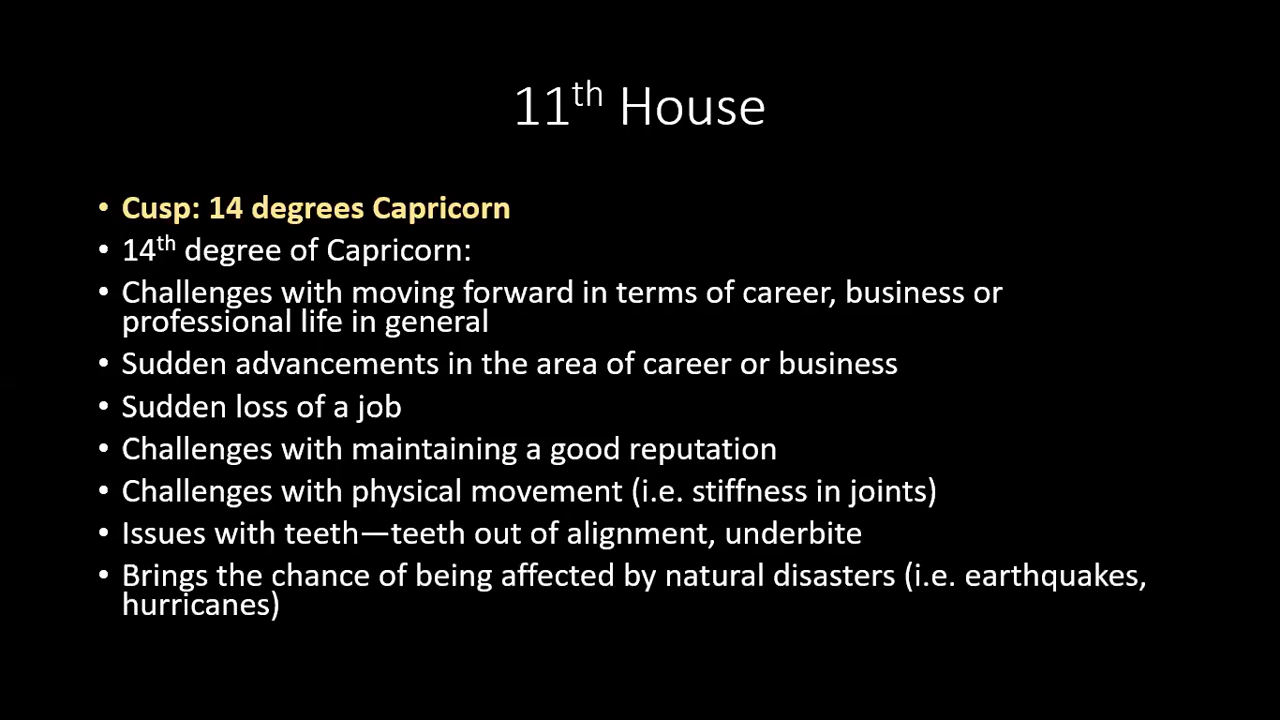 11th House
• Cusp: 14 degrees Capricorn
• 14th degree of Capricorn:
• Challenges with moving forward in terms of career, business or
professional life in general
• Sudden advancements in the area of career or business
• Sudden loss of a job
• Challenges with maintaining a good reputation
• Challenges with physical movement (i.e. stiffness in joints)
• Issues with teeth—teeth out of alignment, underbite
• Brings the chance of being affected by natural disasters (i.e. earthquakes,
hurricanes)